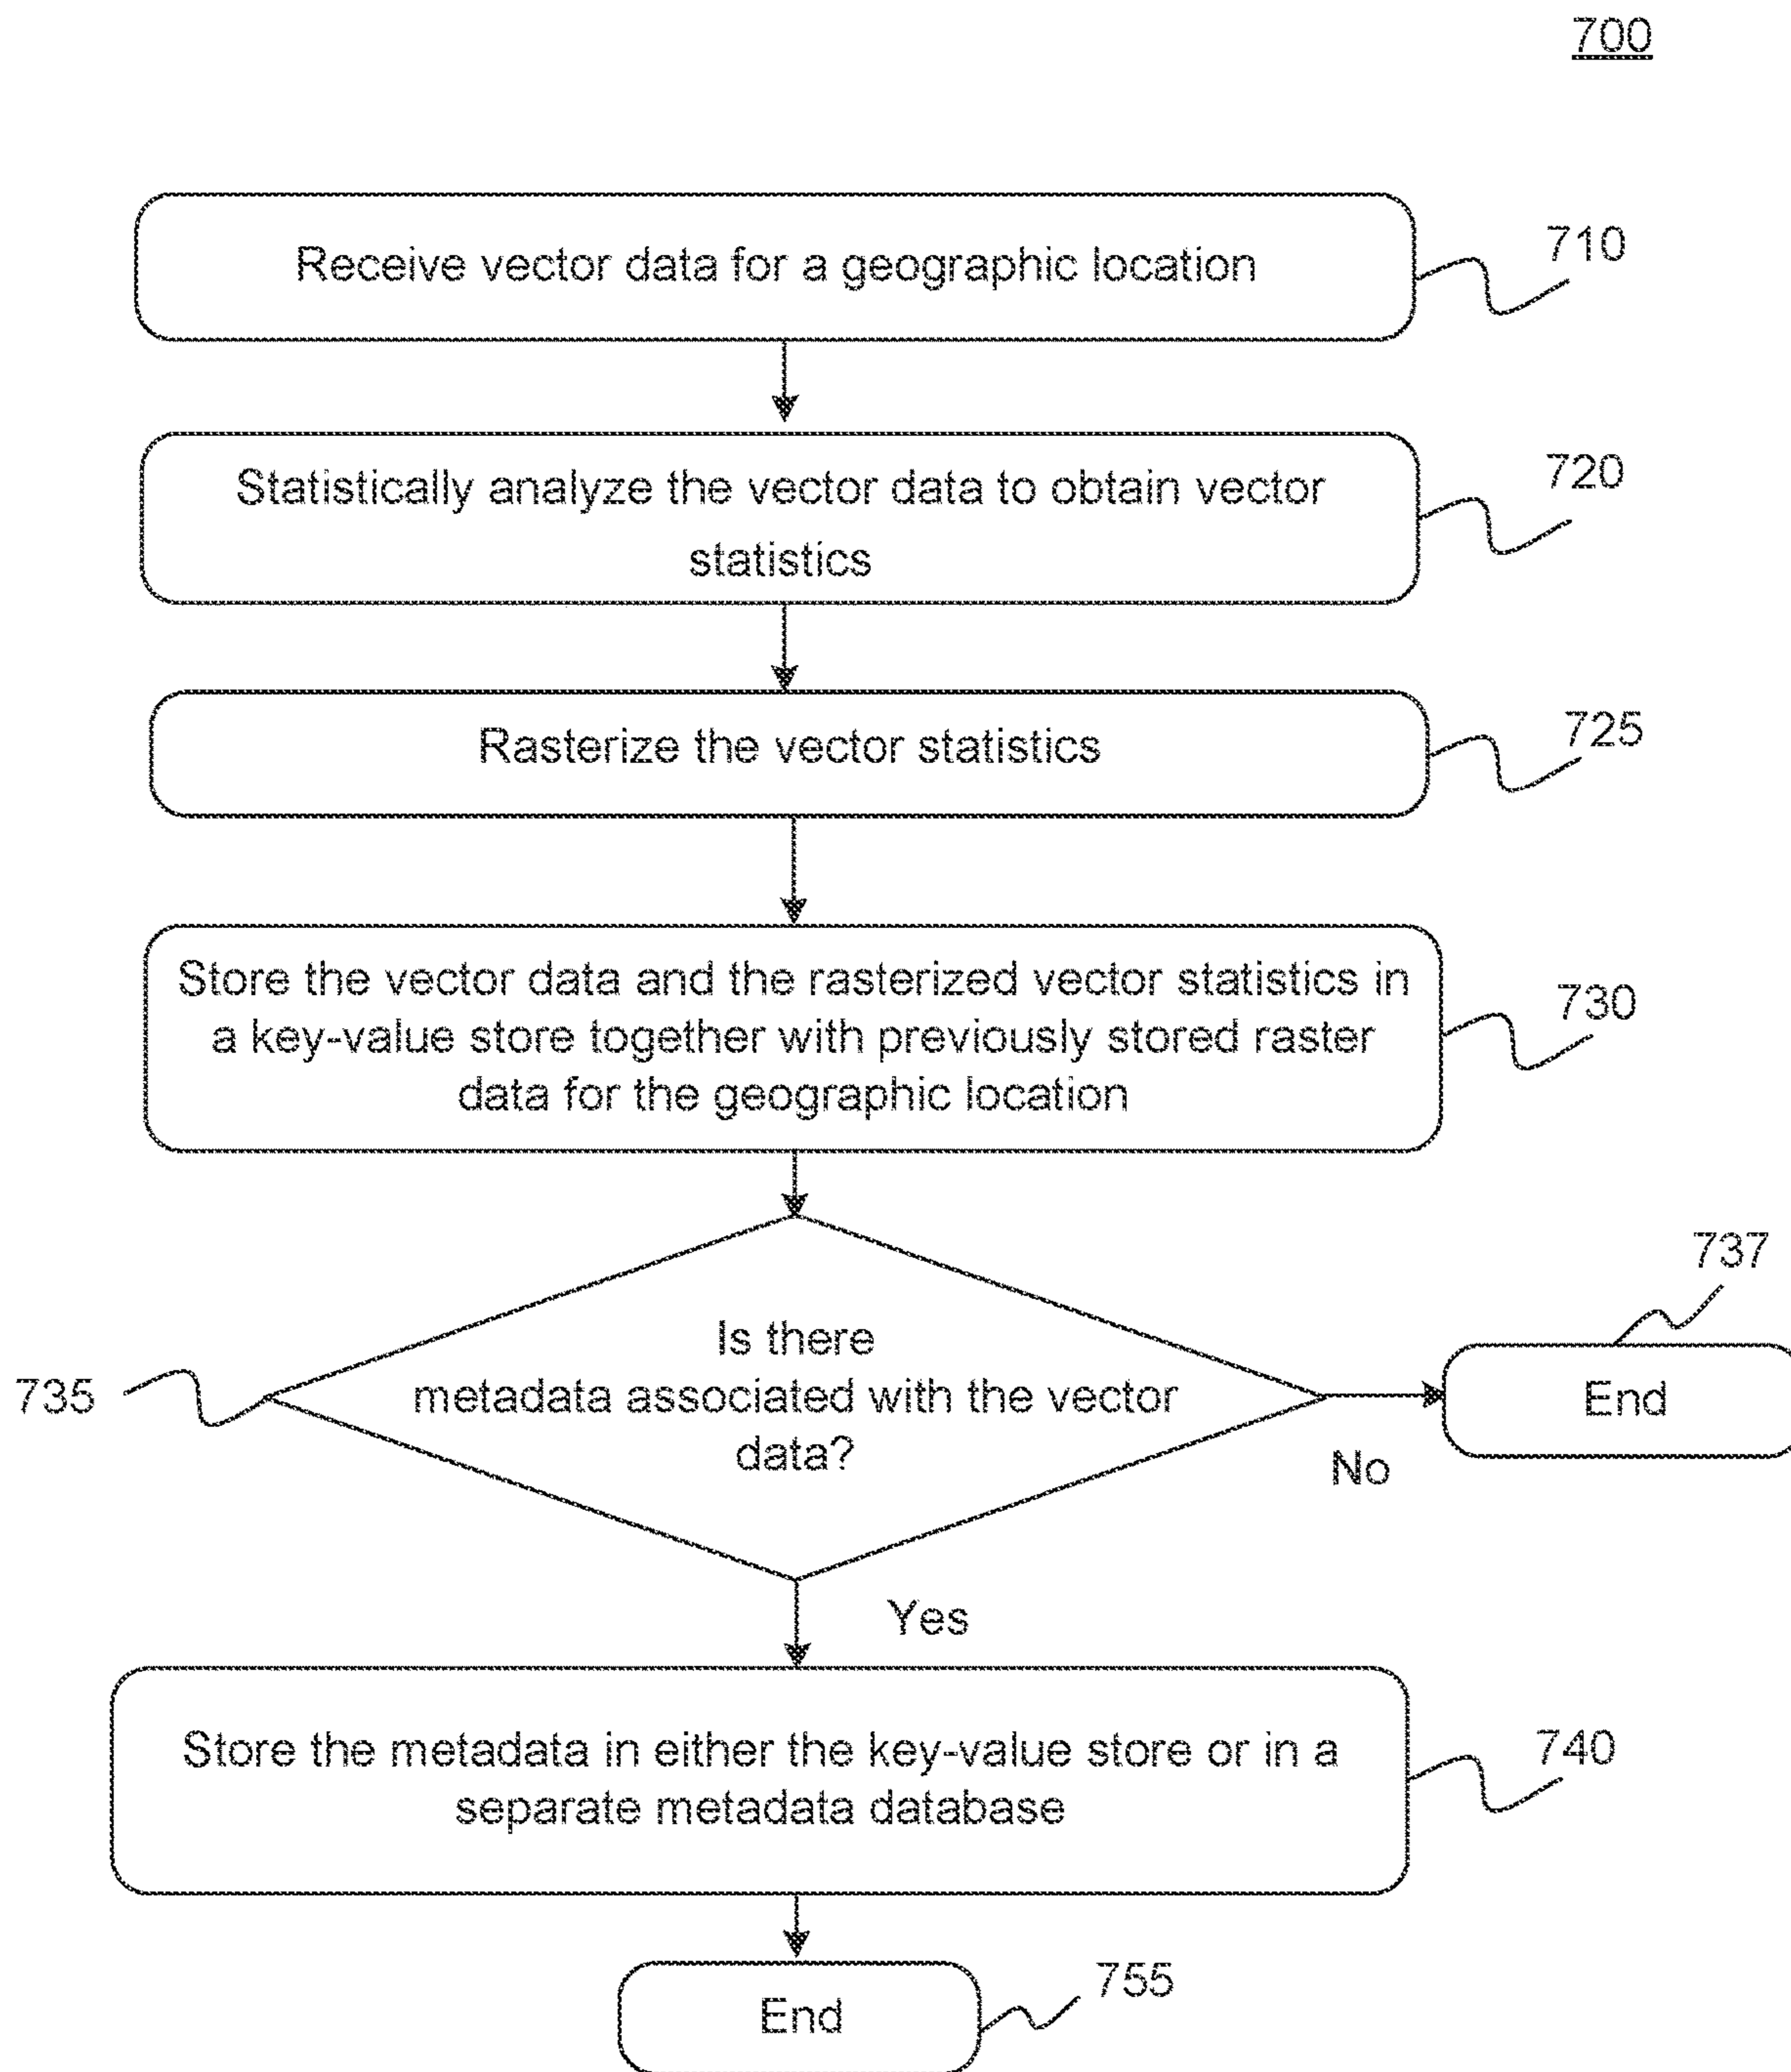 700
Receive vector data for a geographic location
710
Statistically analyze the vector data to obtain vector
statistics
720
Rasterize the vector statistics
725
Store the vector data and the rasterized vector statistics in
a key-value store together with previously stored raster
data for the geographic location
730
Is there
metadata associated with the vector
data?
735
No
737
End
Yes
Store the metadata in either the key-value store or in a
separate metadata database
740
End
755